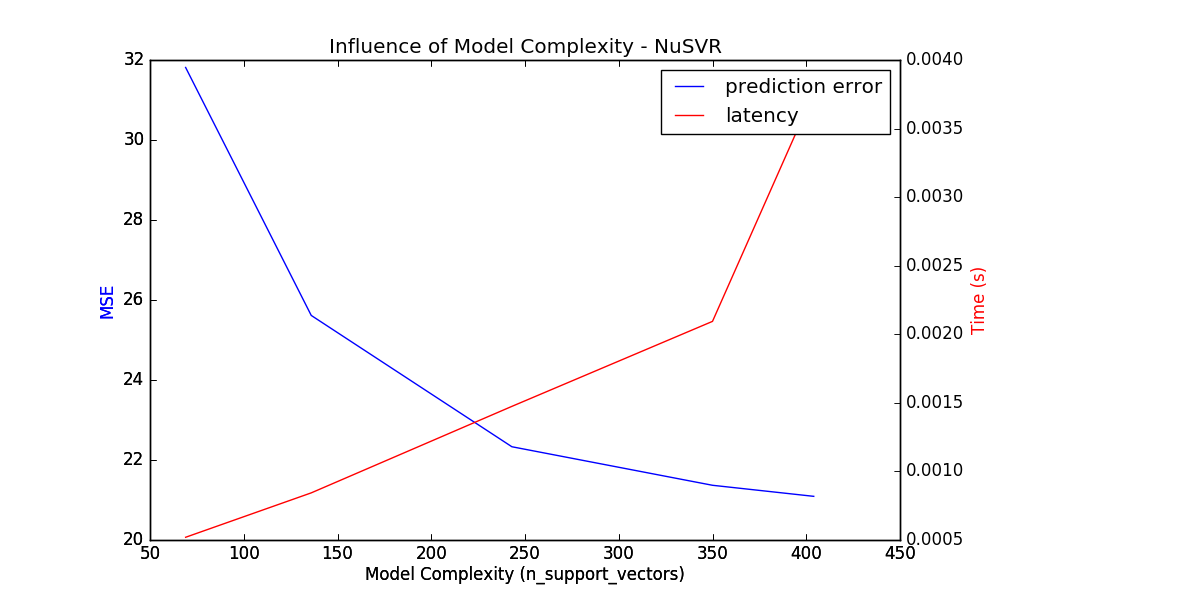 Influence of Model Complexity - NuSVR
prediction error
latency
32
30
28
26
24
22
20
MSE
0.0040
0.0035
0.0030
0.0025
0.0020
0.0015
0.0010
0.0005
Time (s)
50 100 150 200 250 300 350 400 450
Model Complexity (n_support_vectors)